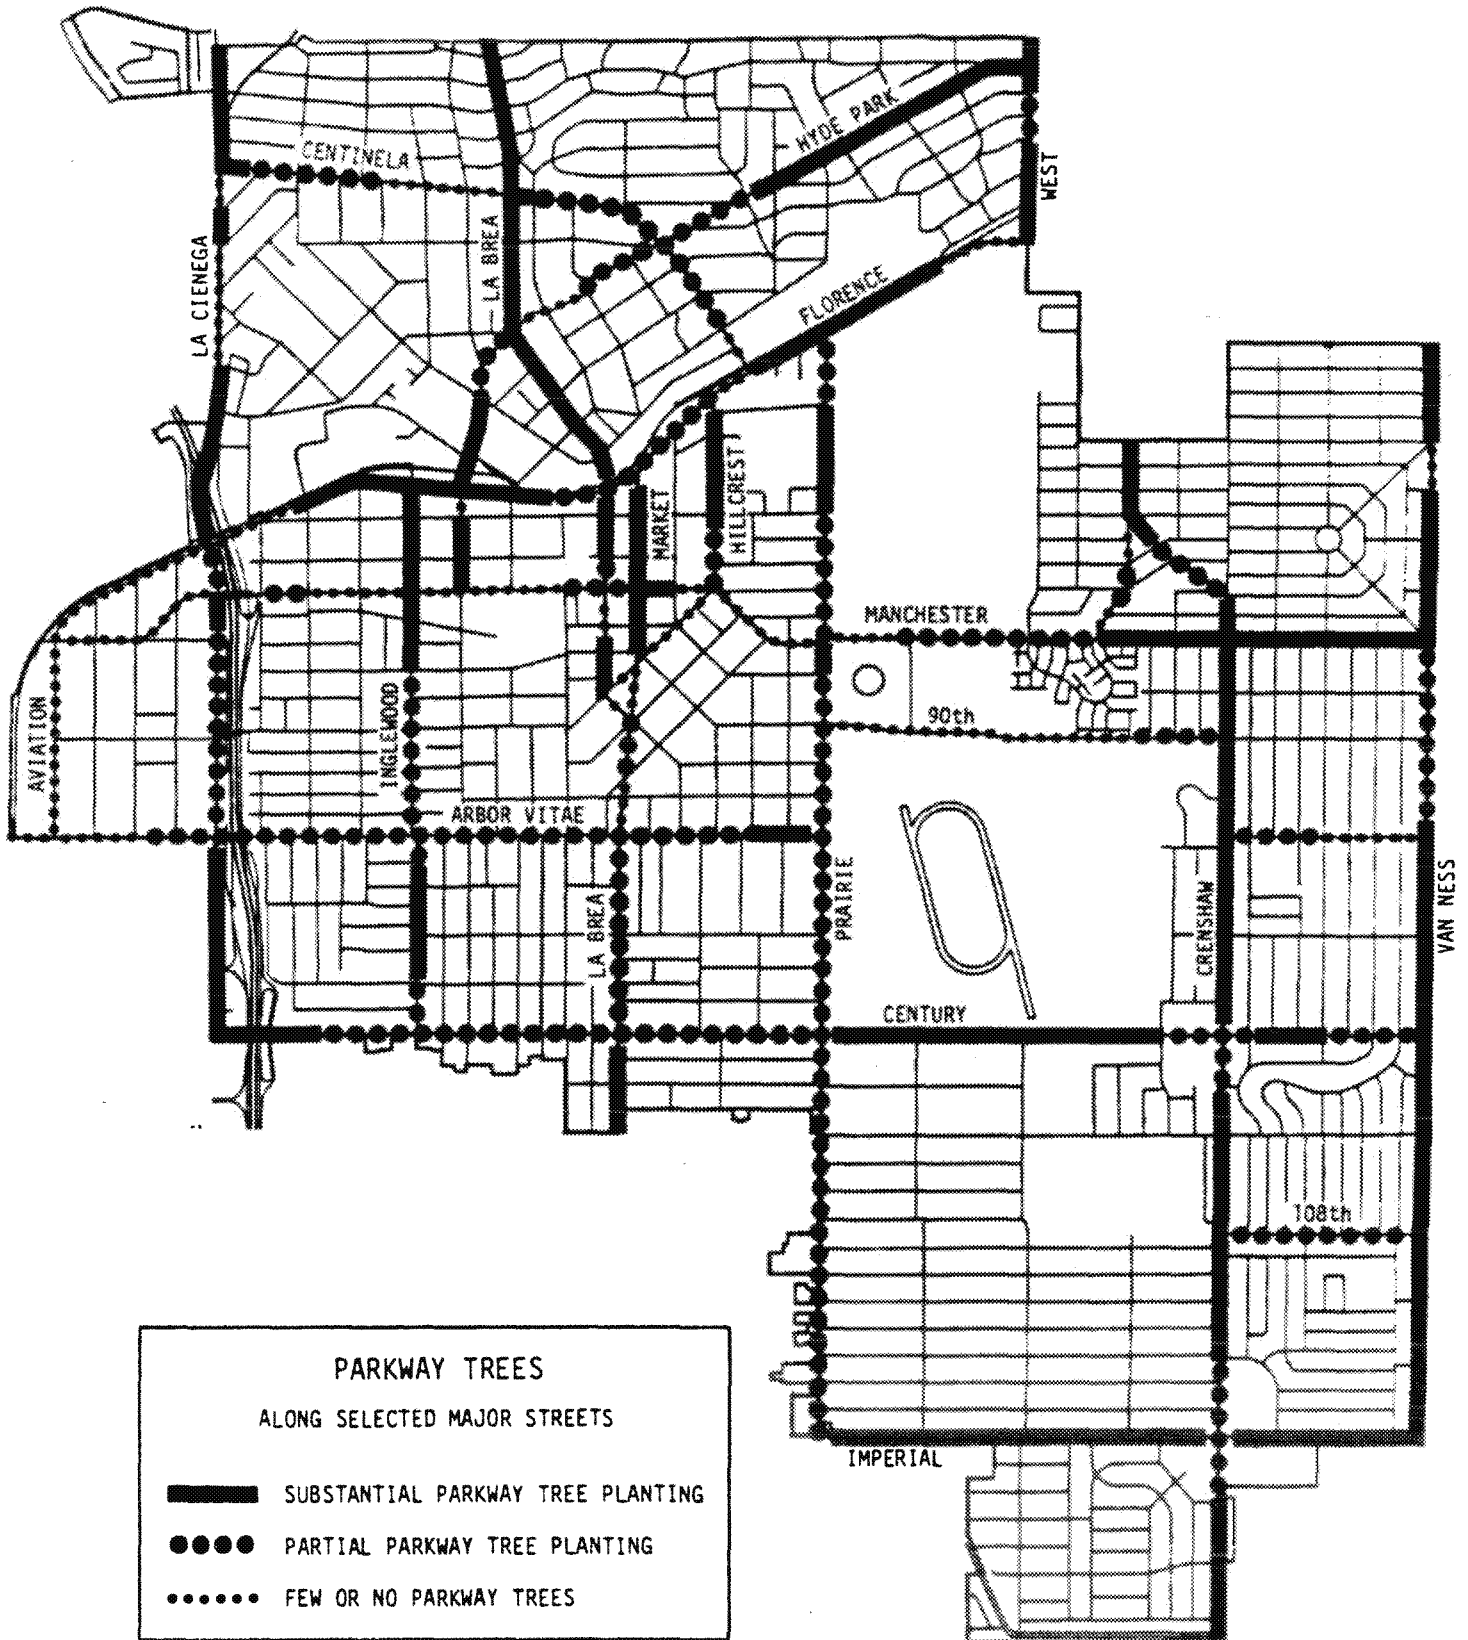 HYDE PARK
CENTINELA
WEST
LA BREA
LA CIENEGA
FLORENCE
HILLCREST
MARKET
MANCHESTER
INGLEWOOD
AVIATION
90th
ARBOR VITAE
PRAIRIE
VAN NESS
CRENSHAW
LA BREA
CENTURY
108th
IMPERIAL
PARKWAY TREES
ALONG SELECTED MAJOR STREETS
SUBSTANTIAL PARKWAY TREE PLANTING
PARTIAL PARKWAY TREE PLANTING
FEW OR NO PARKWAY TREES